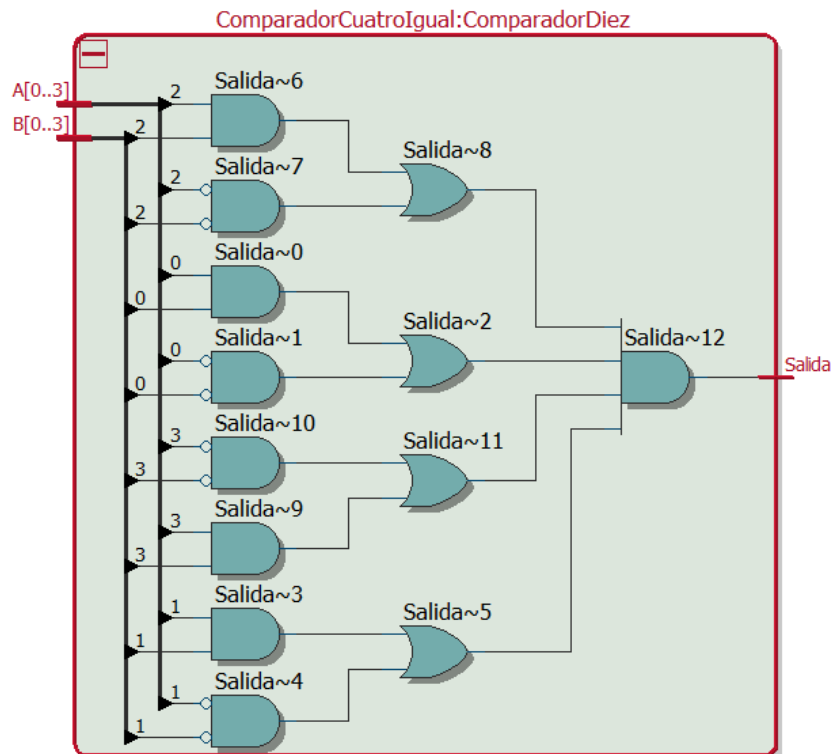 ComparadorCuatroIgual:ComparadorDiez
A[0..3]
B[0..3]
2
2
Salida~6
2
2
Salida~7
Salida~8
0
0
Salida~0
0
0
Salida~1
Salida~2
Salida~12
Salida
3
3
Salida~10
3
3
Salida~9
Salida~11
1
1
Salida~3
1
1
Salida~4
Salida~5